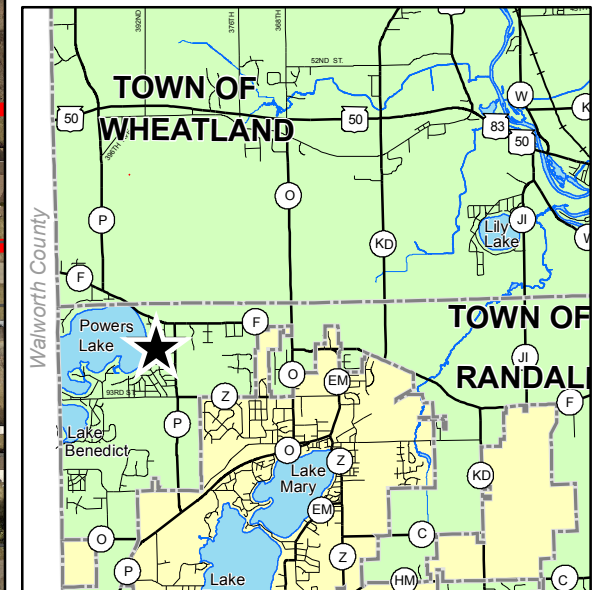 392ND
376TH
368TH
52ND ST.
TOWN OF
WHEATLAND
50
50
W
K
83
50
396TH
P
O
KD
Lily
Lake
JI
Walworth County
F
Powers
Lake
F
TOWN OF
RANDAL
JI
93RD ST.
Z
O
EM
F
P
Lake
Benedict
O
Z
Lake
Mary
KD
EM
O
C
Z
P
HM
C
Lake